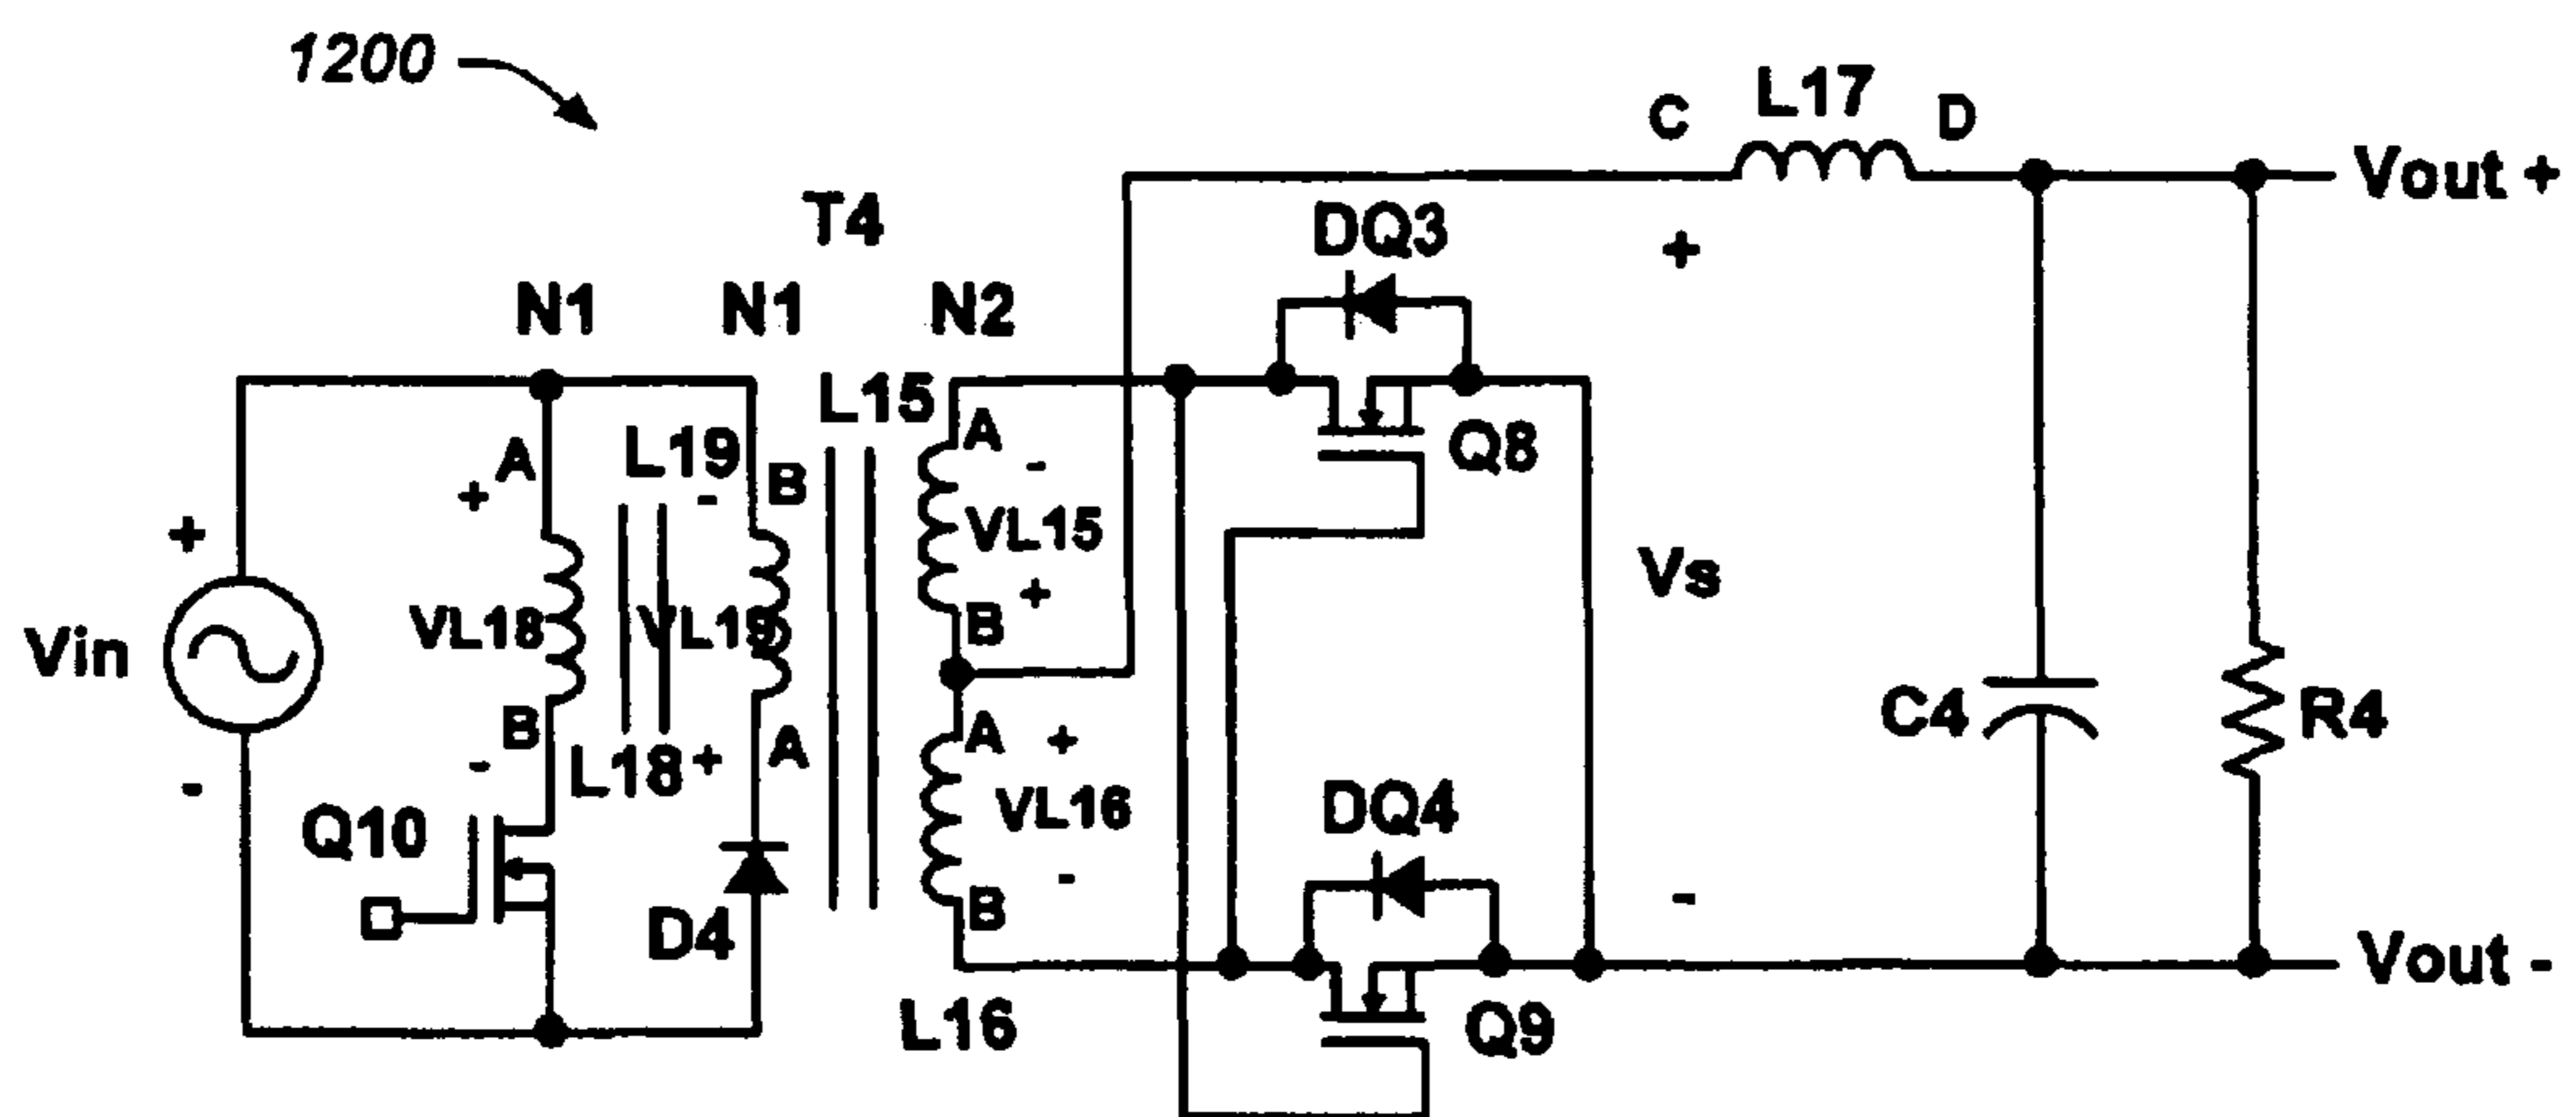 1200
C L17 D
Vout +
T4
DQ3
+
N1 N1 N2
L15
A
+
L19
-
B
A
-
Q8
VL15
+
Vs
+
Vin
-
VL18
VL19
B
B
-
L18
+
A
A
+
VL16
-
B
C4
R4
DQ4
-
Q10
D4
L16
Q9
Vout -